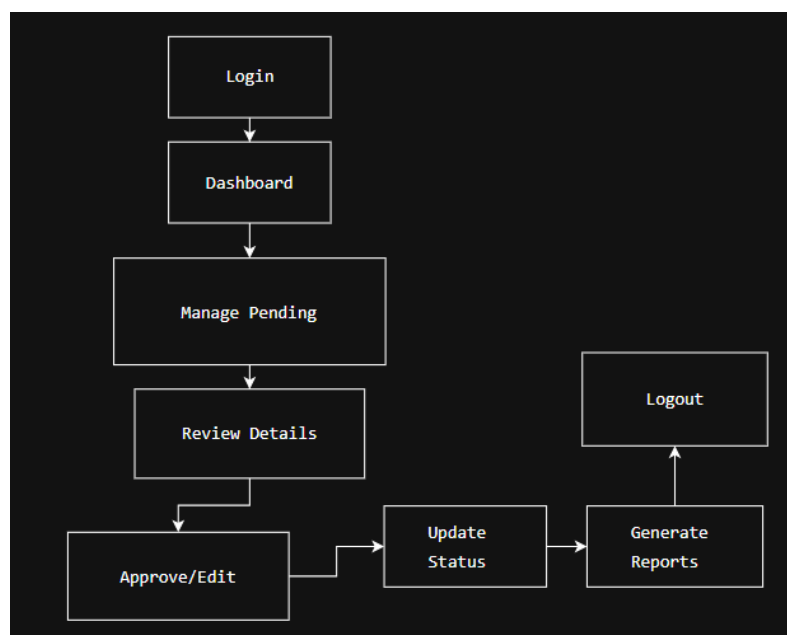 Login
Dashboard
Manage Pending
Review Details
Approve/Edit
Update
Status
Generate
Reports
Logout